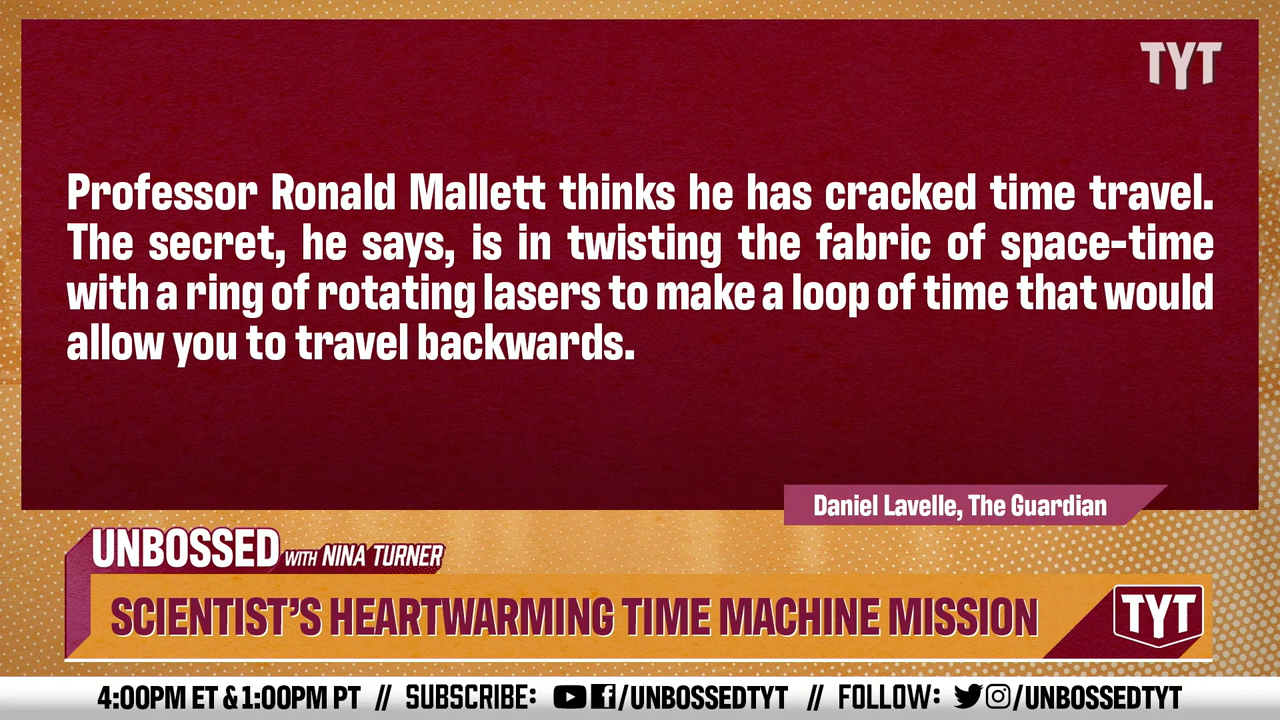 TYT
Professor Ronald Mallett thinks he has cracked time travel.
The secret, he says, is in twisting the fabric of space-time
with a ring of rotating lasers to make a loop of time that would
allow you to travel backwards.
Daniel Lavelle, The Guardian
UNBOSSED WITH NINA TURNER
SCIENTIST'S HEARTWARMING TIME MACHINE MISSION
TYT
4:00PM ET & 1:00PM PT // SUBSCRIBE: /UNBOSSEDTYT // FOLLOW: /UNBOSSEDTYT